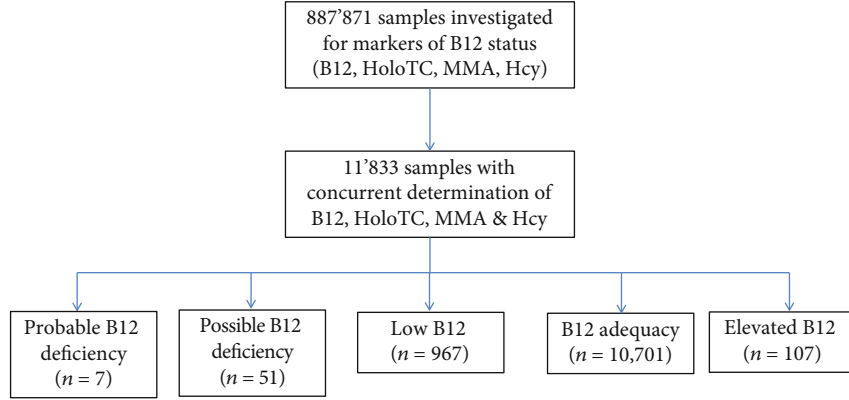 887'871 samples investigated
for markers of B12 status
(B12, HoloTC, MMA, Hcy)
11'833 samples with
concurrent determination of
B12, HoloTC, MMA & Hcy
Probable B12
deficiency
(n = 7)
Possible B12
deficiency
(n = 51)
Low B12
(n = 967)
B12 adequacy
(n = 10,701)
Elevated B12
(n = 107)